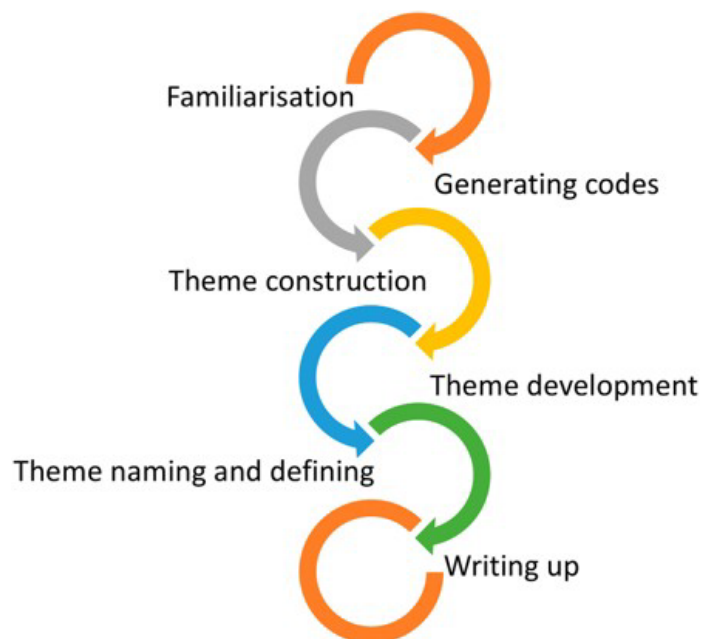 Familiarisation
Generating codes
Theme construction
Theme development
Theme naming and defining
Writing up